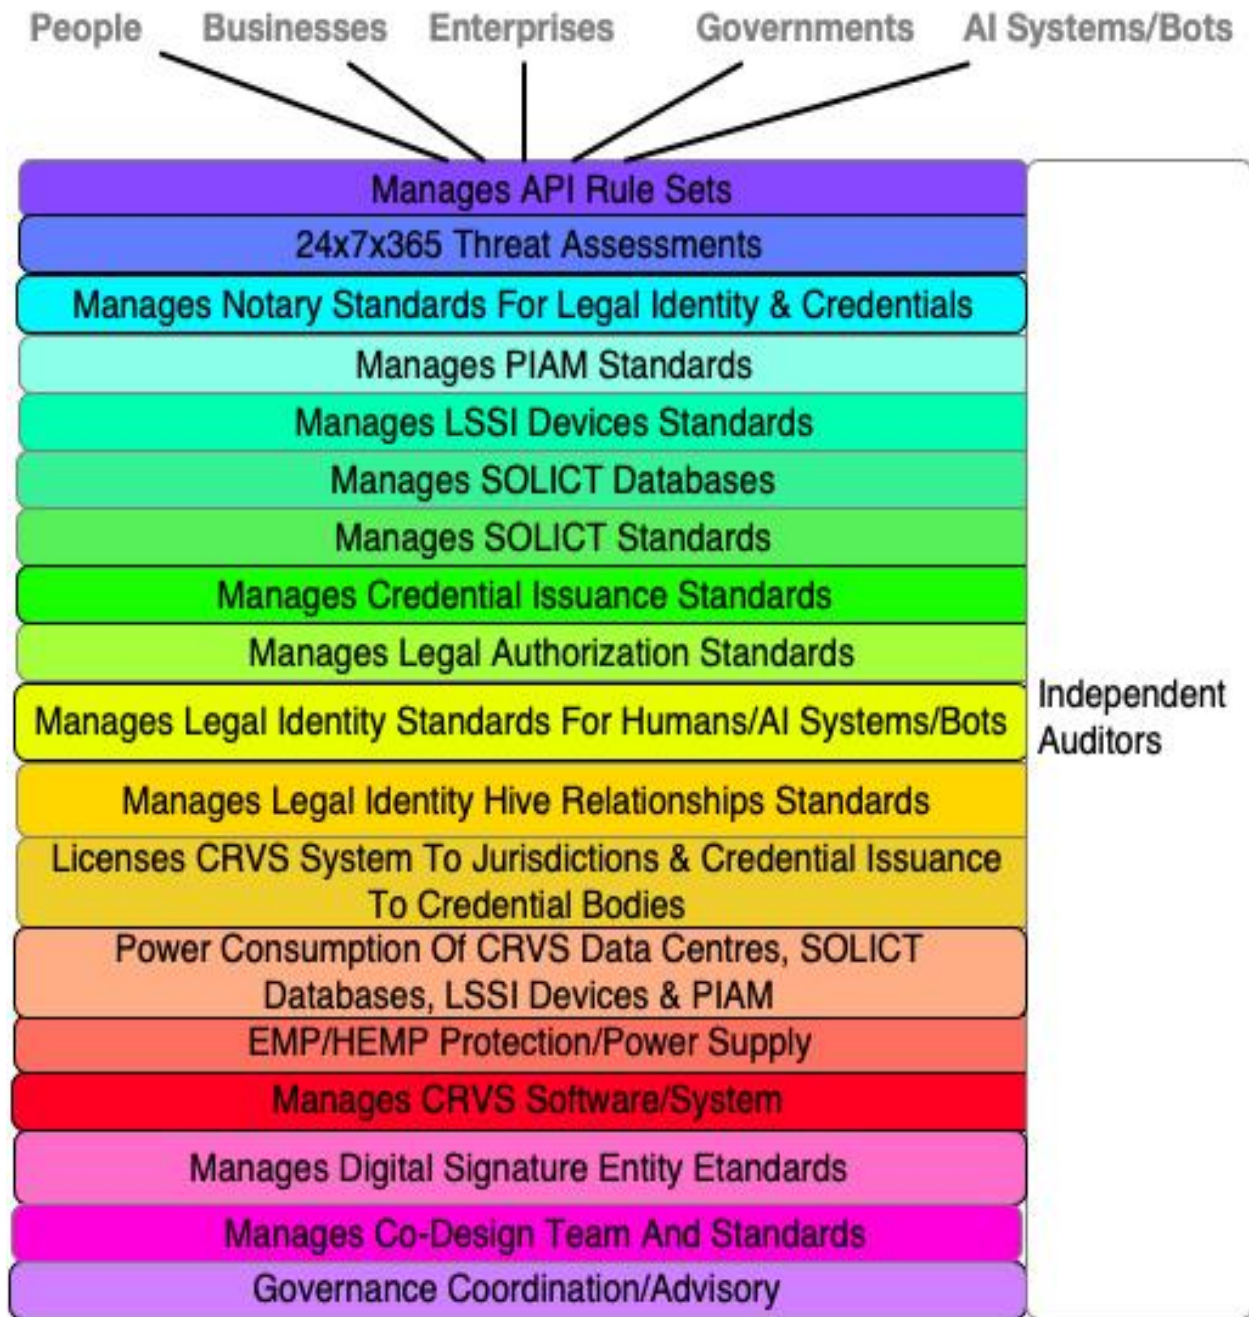 People Businesses Enterprises Governments AI Systems/Bots
Manages API Rule Sets
24x7x365 Threat Assessments
Manages Notary Standards For Legal Identity & Credentials
Manages PIAM Standards
Manages LSSI Devices Standards
Manages SOLICT Databases
Manages SOLICT Standards
Manages Credential Issuance Standards
Manages Legal Authorization Standards
Manages Legal Identity Standards For Humans/AI Systems/Bots
Manages Legal Identity Hive Relationships Standards
Licenses CRVS System To Jurisdictions & Credential Issuance
To Credential Bodies
Power Consumption Of CRVS Data Centres, SOLICT
Databases, LSSI Devices & PIAM
EMP/HEMP Protection/Power Supply
Manages CRVS Software/System
Manages Digital Signature Entity Etandards
Manages Co-Design Team And Standards
Governance Coordination/Advisory
Independent
Auditors